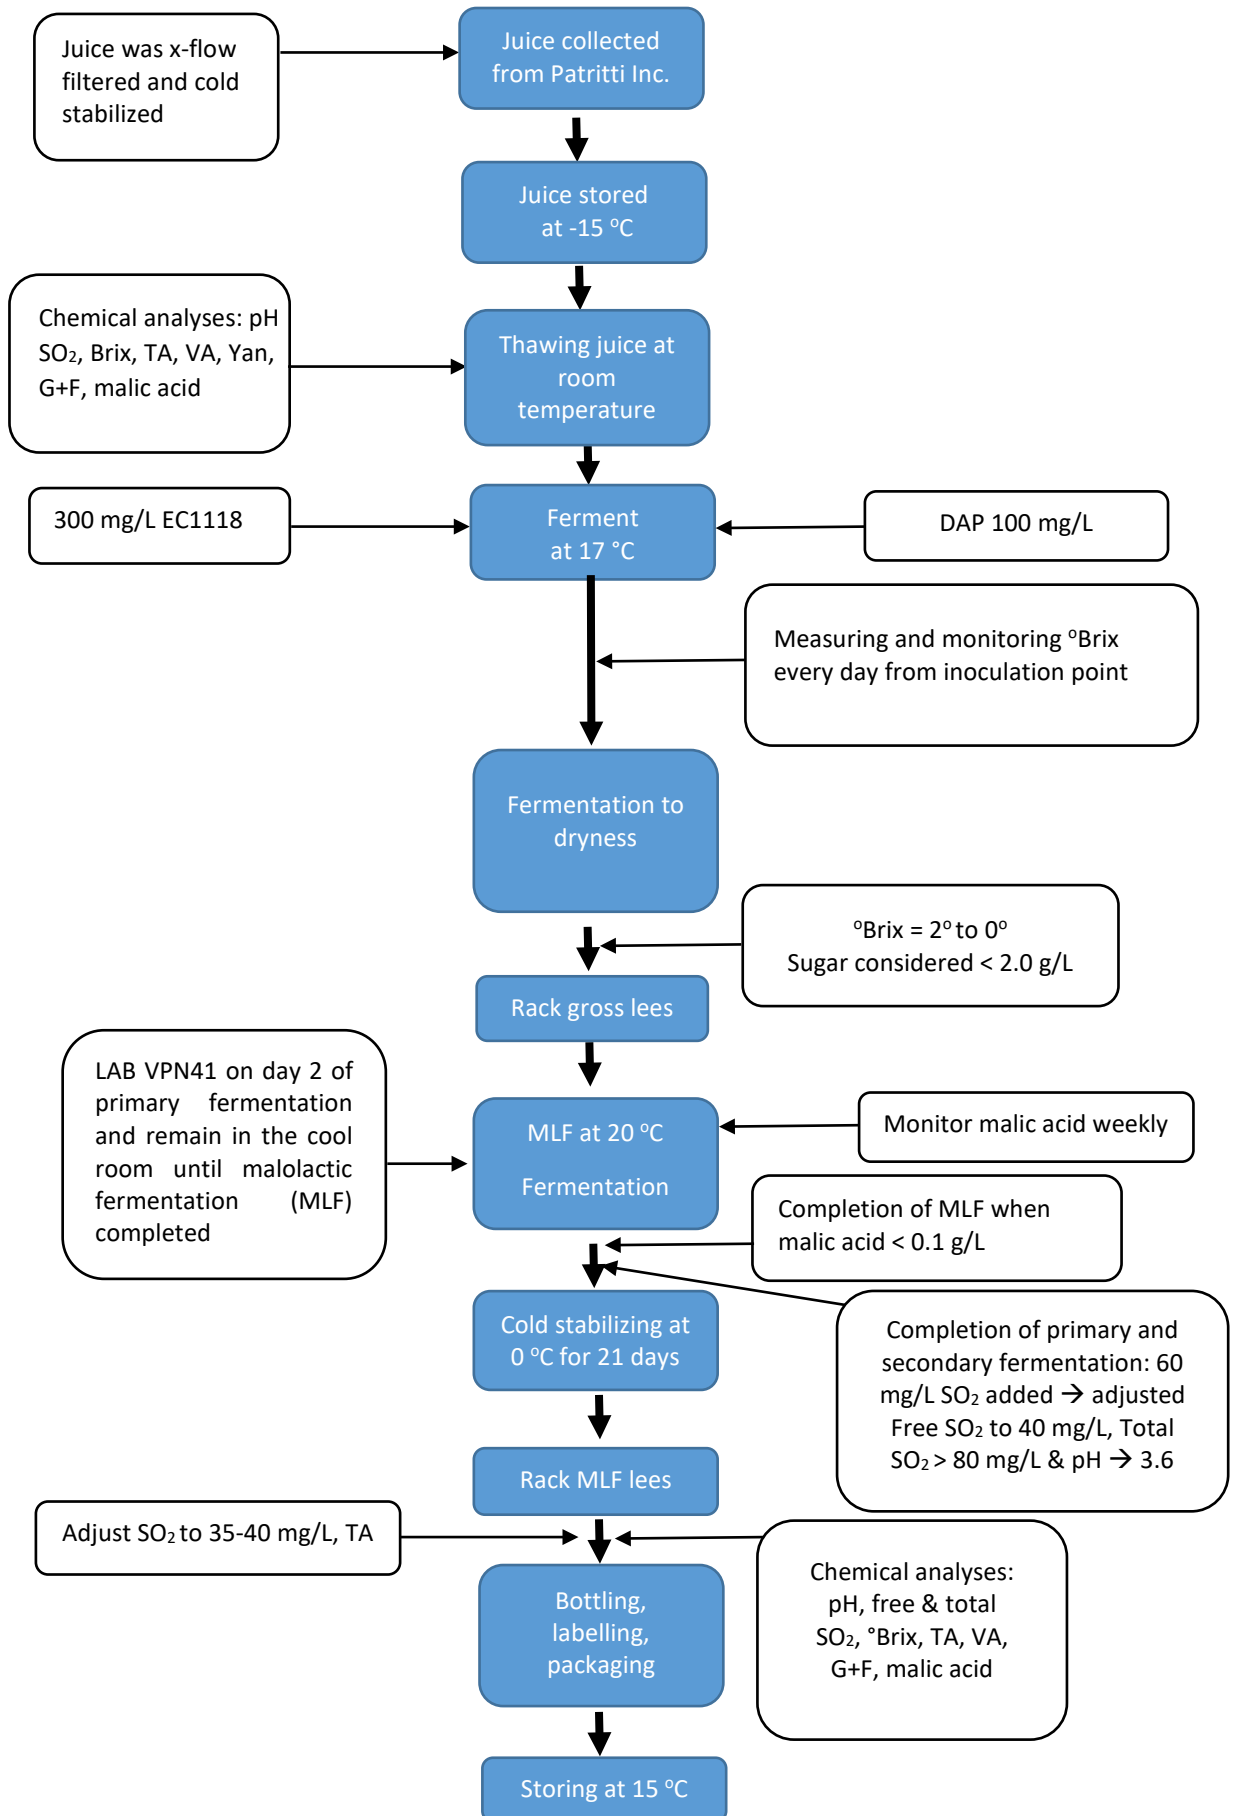 Juice was x-flow
filtered and cold
stabilized
Juice collected
from Patritti Inc.
Juice stored
at -15 °C
Chemical analyses: pH
SO₂, Brix, TA, VA, Yan,
G+F, malic acid
Thawing juice at
room
temperature
300 mg/L EC1118
Ferment
at 17 °C
DAP 100 mg/L
Measuring and monitoring °Brix
every day from inoculation point
Fermentation to
dryness
°Brix = 2° to 0°
Sugar considered < 2.0 g/L
Rack gross lees
LAB VPN41 on day 2 of
primary fermentation
and remain in the cool
room until malolactic
fermentation (MLF)
completed
MLF at 20 °C
Fermentation
Monitor malic acid weekly
Completion of MLF when
malic acid < 0.1 g/L
Cold stabilizing at
0 °C for 21 days
Completion of primary and
secondary fermentation: 60
mg/L SO₂ added → adjusted
Free SO₂ to 40 mg/L, Total
SO₂ > 80 mg/L & pH → 3.6
Rack MLF lees
Adjust SO₂ to 35-40 mg/L, TA
Chemical analyses:
pH, free & total
SO₂, °Brix, TA, VA,
G+F, malic acid
Bottling,
labelling,
packaging
Storing at 15 °C